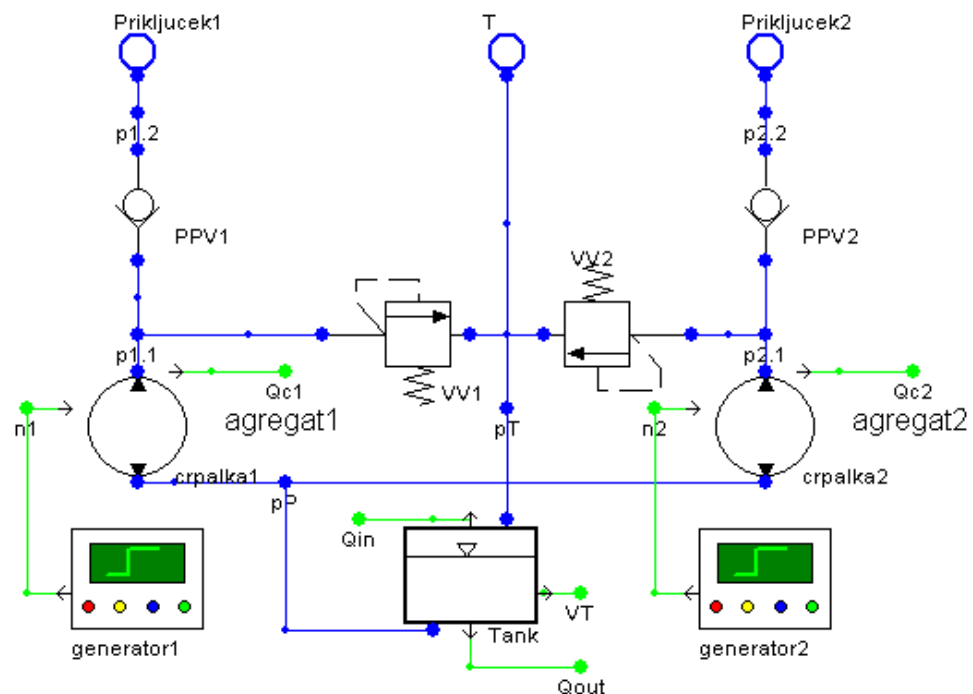 Prikljucek1
T
Prikljucek2
p1.2
p2.2
PPV1
PPV2
VV2
p1.1
p2.1
Qc1
VV1
Qc2
n1
agregat1
pT
n2
agregat2
crpalka1
crpalka2
pP
Qin
VT
Tank
generator1
generator2
Qout